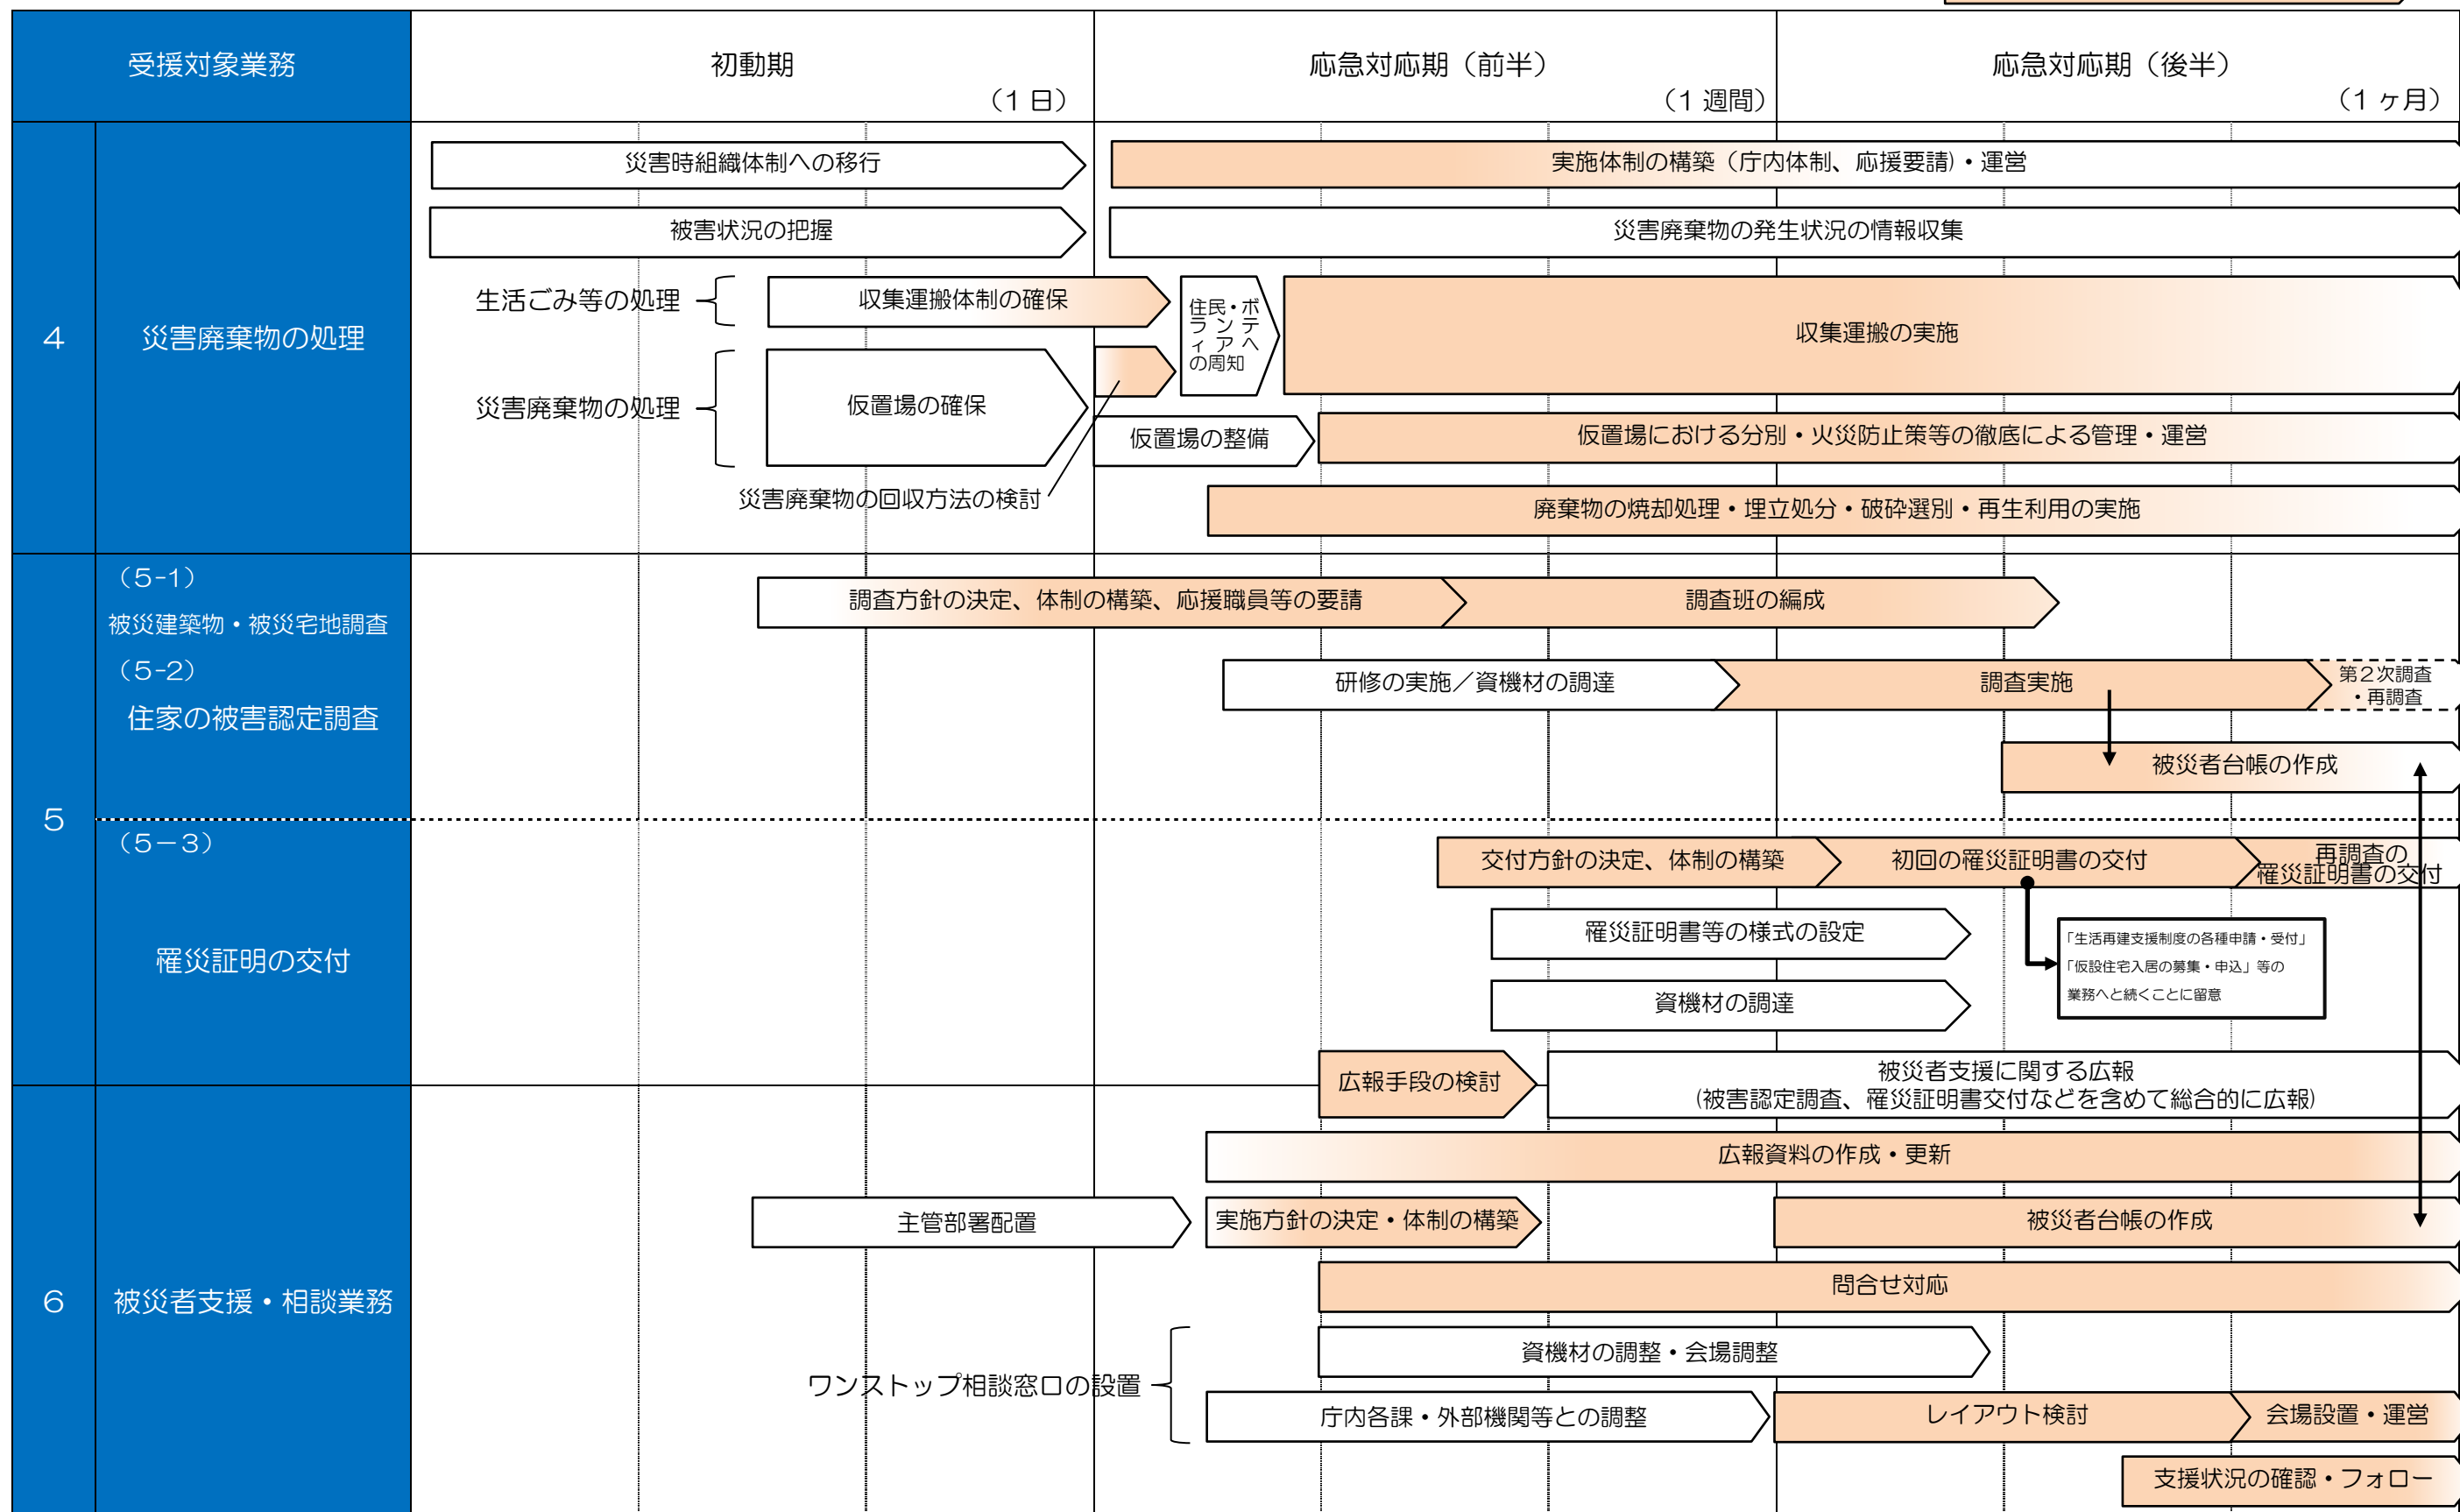 受援対象業務
初動期
（1 日）
応急対応期（前半）
（1 週間）
応急対応期（後半）
（1 ヶ月）
4
災害廃棄物の処理
災害時組織体制への移行
実施体制の構築（庁内体制、応援要請）・運営
被害状況の把握
災害廃棄物の発生状況の情報収集
生活ごみ等の処理
収集運搬体制の確保
住民・ボ
ランテ
ィアへ
の周知
収集運搬の実施
災害廃棄物の処理
仮置場の確保
仮置場の整備
仮置場における分別・火災防止策等の徹底による管理・運営
災害廃棄物の回収方法の検討
廃棄物の焼却処理・埋立処分・破砕選別・再生利用の実施
5
（5-1）
被災建築物・被災宅地調査
（5-2）
住家の被害認定調査
調査方針の決定、体制の構築、応援職員等の要請
調査班の編成
研修の実施／資機材の調達
調査実施
第２次調査
・再調査
被災者台帳の作成
（5－3）
罹災証明の交付
交付方針の決定、体制の構築
初回の罹災証明書の交付
再調査の
罹災証明書の交付
罹災証明書等の様式の設定
「生活再建支援制度の各種申請・受付」
「仮設住宅入居の募集・申込」等の
業務へと続くことに留意
資機材の調達
広報手段の検討
被災者支援に関する広報
(被害認定調査、罹災証明書交付などを含めて総合的に広報)
6
被災者支援・相談業務
広報資料の作成・更新
主管部署配置
実施方針の決定・体制の構築
被災者台帳の作成
問合せ対応
ワンストップ相談窓口の設置
資機材の調整・会場調整
庁内各課・外部機関等との調整
レイアウト検討
会場設置・運営
支援状況の確認・フォロー